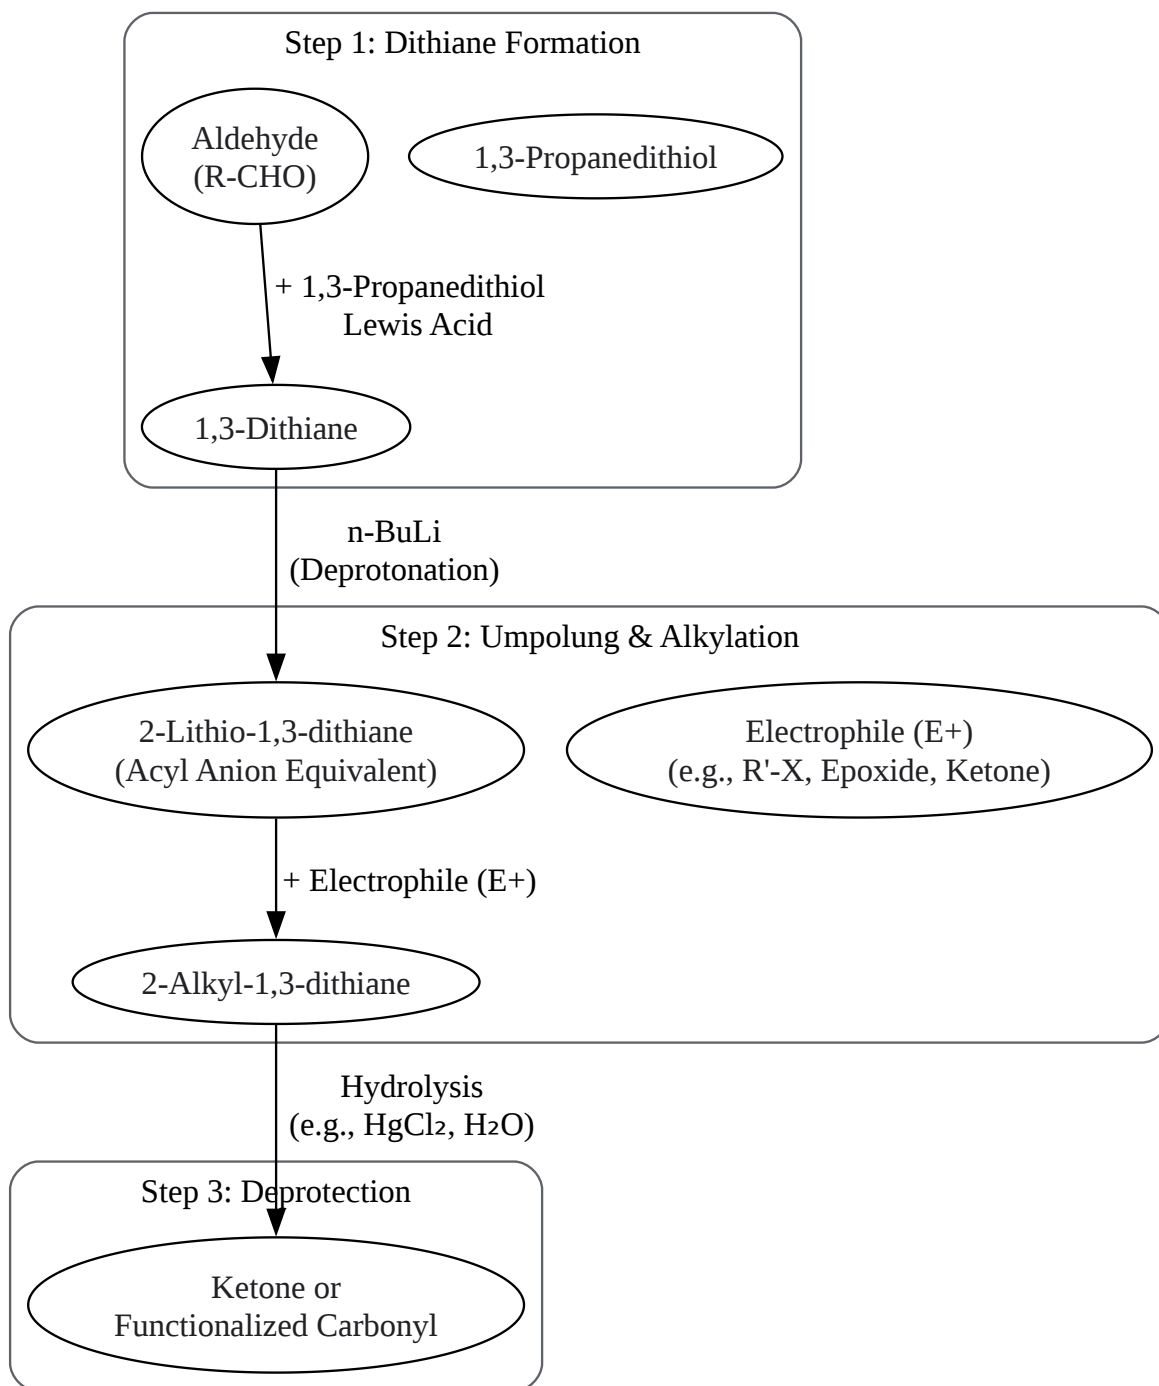 Step 1: Dithiane Formation
Aldehyde
(R-CHO)
1,3-Propanedithiol
+ 1,3-Propanedithiol
Lewis Acid
1,3-Dithiane
n-BuLi
(Deprotonation)
Step 2: Umpolung & Alkylation
2-Lithio-1,3-dithiane
(Acyl Anion Equivalent)
Electrophile (E+)
(e.g., R'-X, Epoxide, Ketone)
+ Electrophile (E+)
2-Alkyl-1,3-dithiane
Hydrolysis
(e.g., HgCl₂, H₂O)
Step 3: Deprotection
Ketone or
Functionalized Carbonyl